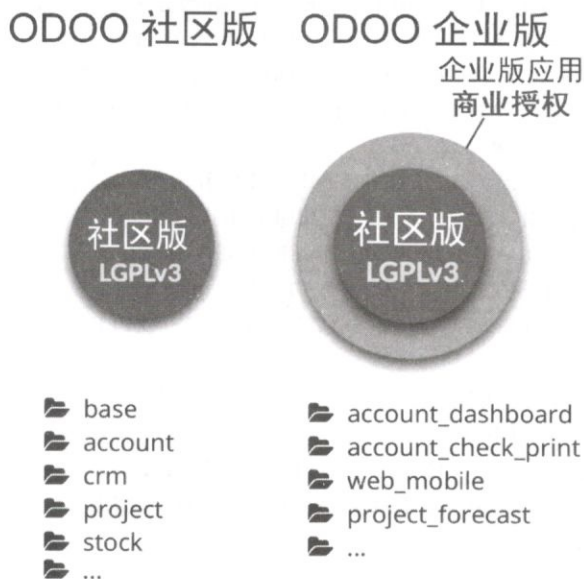 ODOO 社区版
ODOO 企业版
企业版应用
商业授权
社区版
LGPLv3
社区版
LGPLv3
base
account
crm
project
stock
...
account_dashboard
account_check_print
web_mobile
project_forecast
...